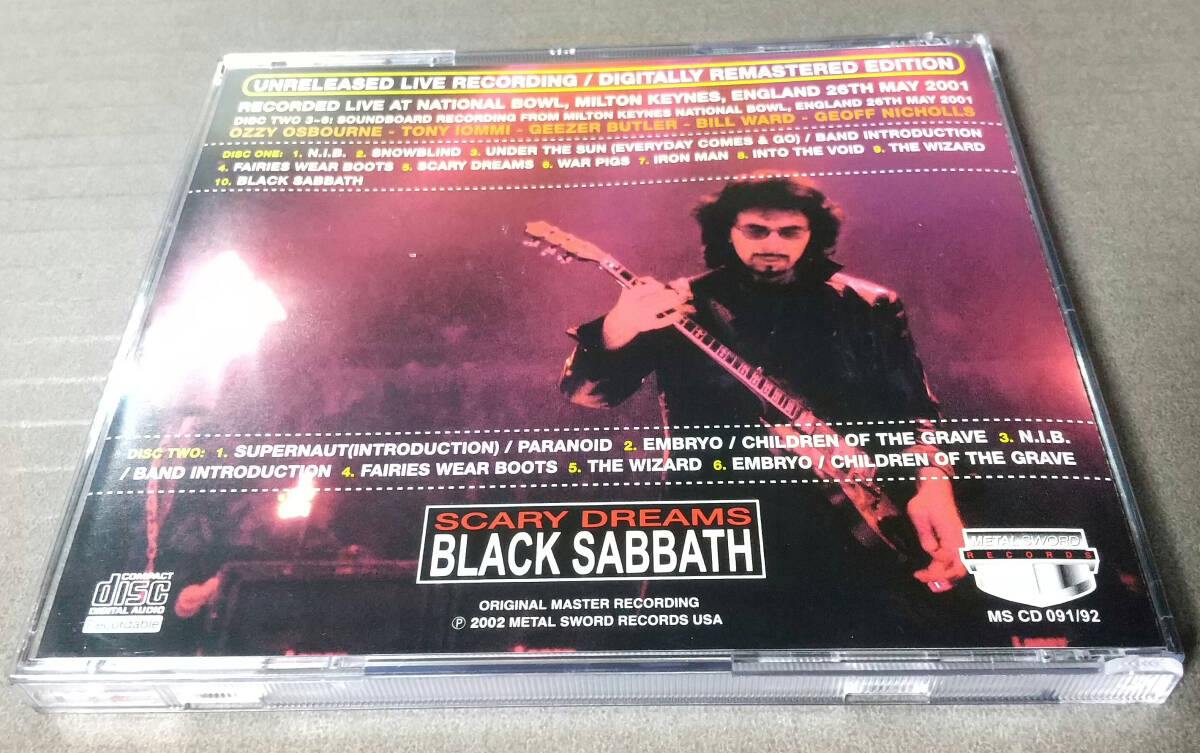 UNRELEASED LIVE RECORDING / DIGITALLY REMASTERED EDITION
RECORDED LIVE AT NATIONAL BOWL, MILTON KEYNES, ENGLAND 26TH MAY 2001
DISC TWO 3-6: SOUNDBOARD RECORDING FROM MILTON KEYNES NATIONAL BOWL, ENGLAND 26TH MAY 2001
OZZY OSBOURNE - TONY IOMMI - GEEZER BUTLER - BILL WARD - GEOFF NICHOLLS
DISC ONE: 1. N.I.B. 2. SNOWBLIND 3. UNDER THE SUN (EVERYDAY COMES & GO) / BAND INTRODUCTION
4. FAIRIES WEAR BOOTS 5. SCARY DREAMS 6. WAR PIGS 7. IRON MAN 8. INTO THE VOID 9. THE WIZARD
10. BLACK SABBATH
DISC TWO: 1. SUPERNAUT(INTRODUCTION) / PARANOID 2. EMBRYO / CHILDREN OF THE GRAVE 3. N.I.B.
/ BAND INTRODUCTION 4. FAIRIES WEAR BOOTS 5. THE WIZARD 6. EMBRYO / CHILDREN OF THE GRAVE
SCARY DREAMS
BLACK SABBATH
METAL SWORD
RECORDS
COMPACT
disc
DIGITAL AUDIO
Recordable
ORIGINAL MASTER RECORDING
℗ 2002 METAL SWORD RECORDS USA
MS CD 091/92